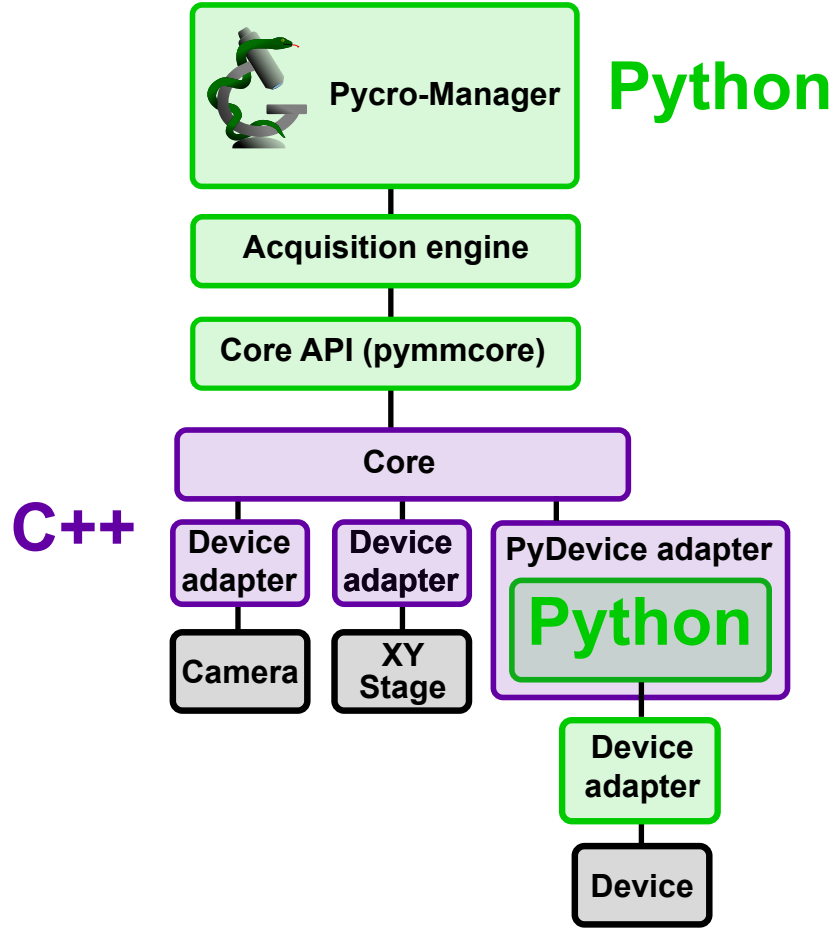 Pycro-Manager
Python
Acquisition engine
Core API (pymmcore)
Core
C++
Device
adapter
Device
adapter
PyDevice adapter
Python
Camera
XY
Stage
Device
adapter
Device